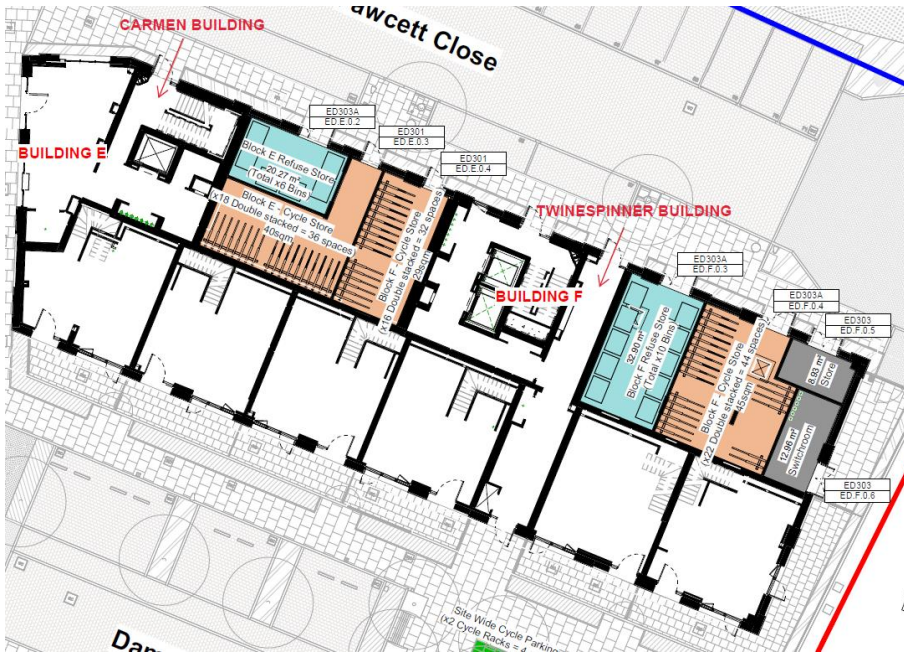 CARMEN BUILDING
awcett Close
BUILDING E
ED303A
ED.E.0.2
ED301
ED.E.0.3
ED301
ED.E.0.4
Block E Refuse Store
20.27 m²
(Total x6 Bins)
Block E - Cycle Store
(x18 Double stacked = 36 spaces)
40sqm
Block F - Cycle Store
(x16 Double stacked = 32 spaces)
29sqm
TWINESPINNER BUILDING
BUILDING F
ED303A
ED.F.0.3
ED303A
ED.F.0.4
ED303
ED.F.0.5
32.90 m²
Block F Refuse Store
(Total x10 Bins)
Block F - Cycle Store
(x22 Double stacked = 44 spaces)
45sqm
8.93 m²
Store
12.96 m²
Switchroom
ED303
ED.F.0.6
Site Wide Cycle Parking
(x2 Cycle Racks = 4
Dam